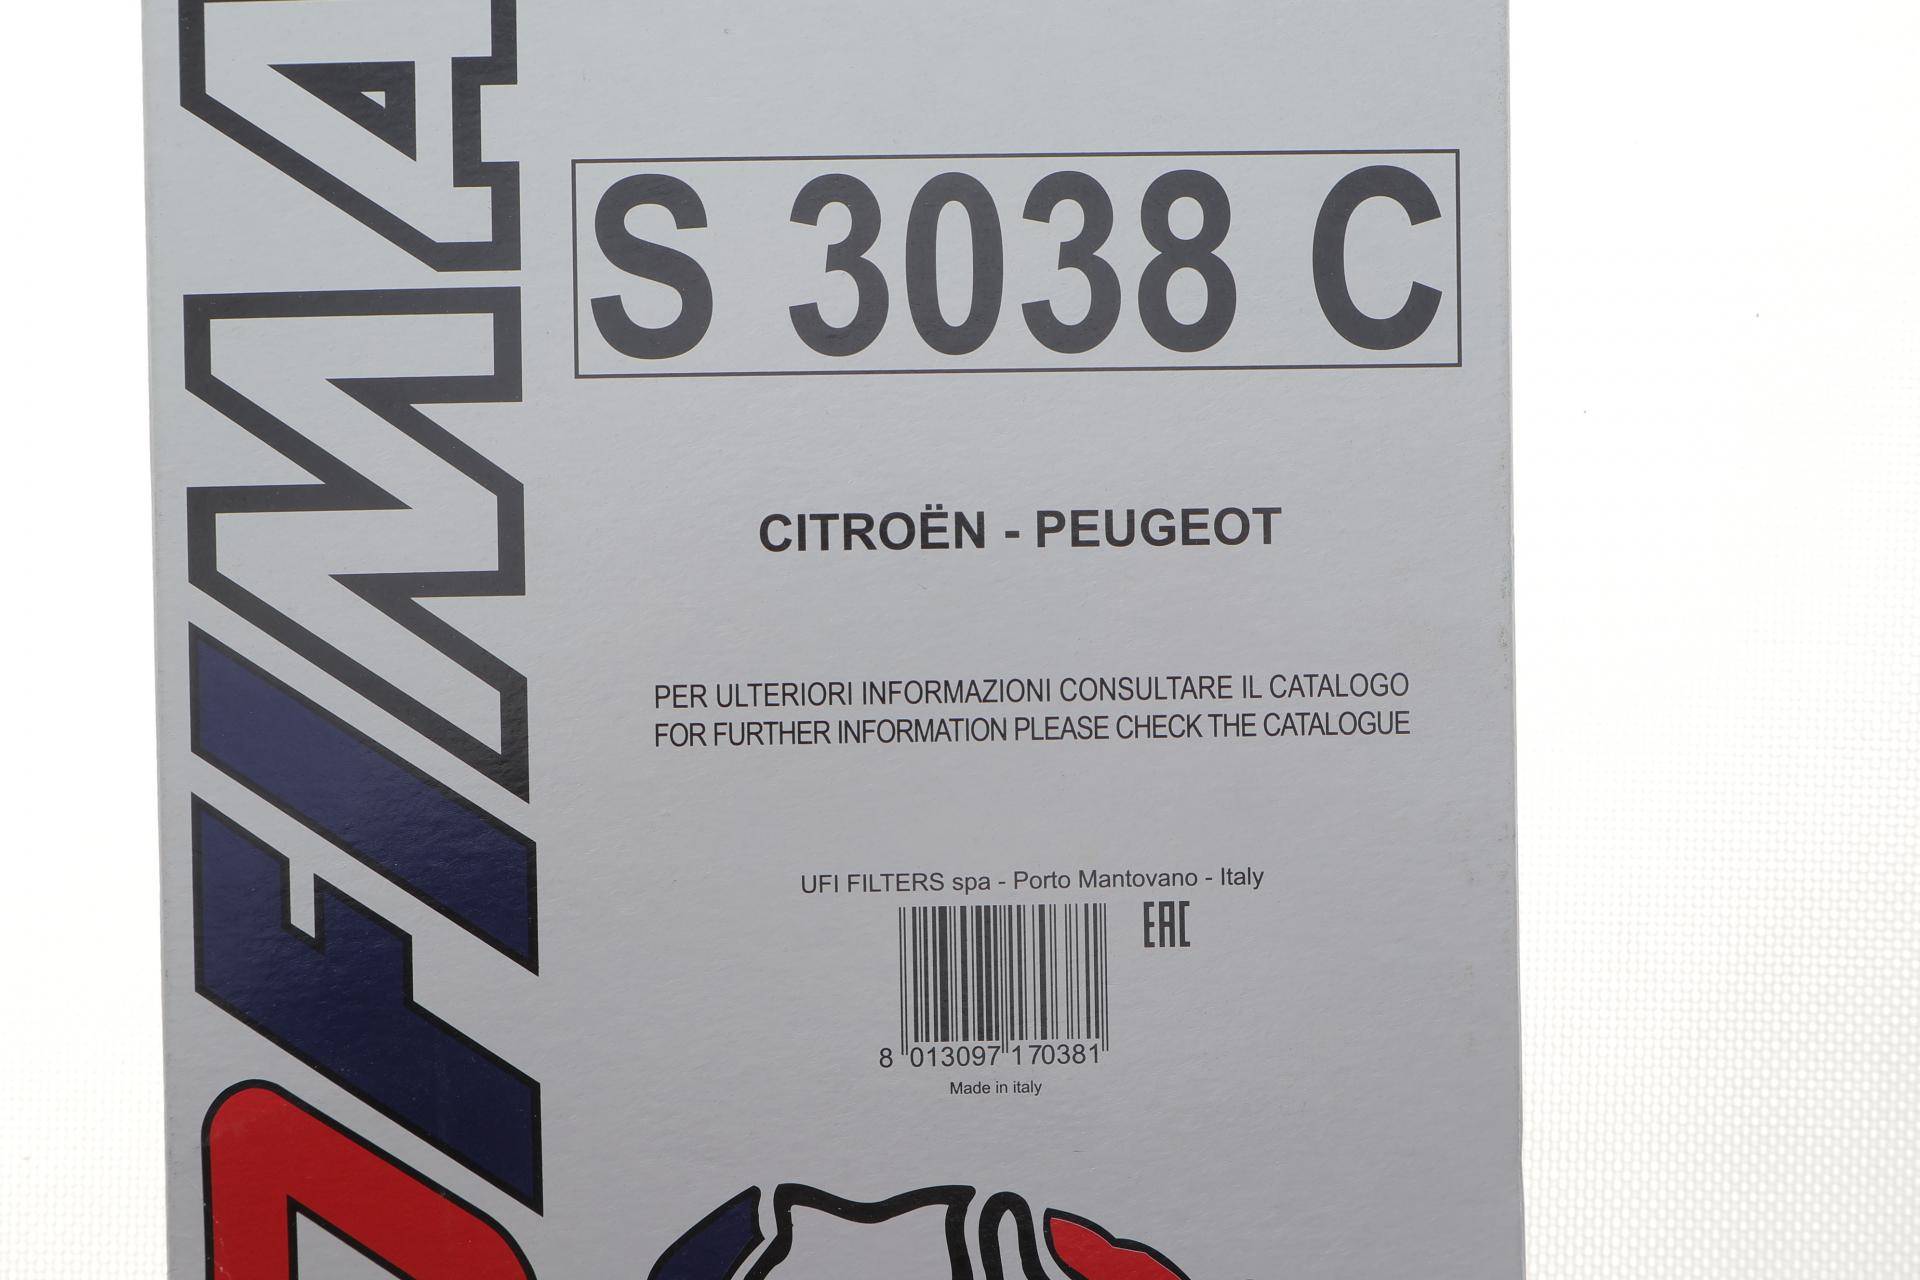 S 3038 C
CITROËN - PEUGEOT
PER ULTERIORI INFORMAZIONI CONSULTARE IL CATALOGO
FOR FURTHER INFORMATION PLEASE CHECK THE CATALOGUE
UFI FILTERS spa - Porto Mantovano - Italy
EAC
8 013097 170381
Made in italy